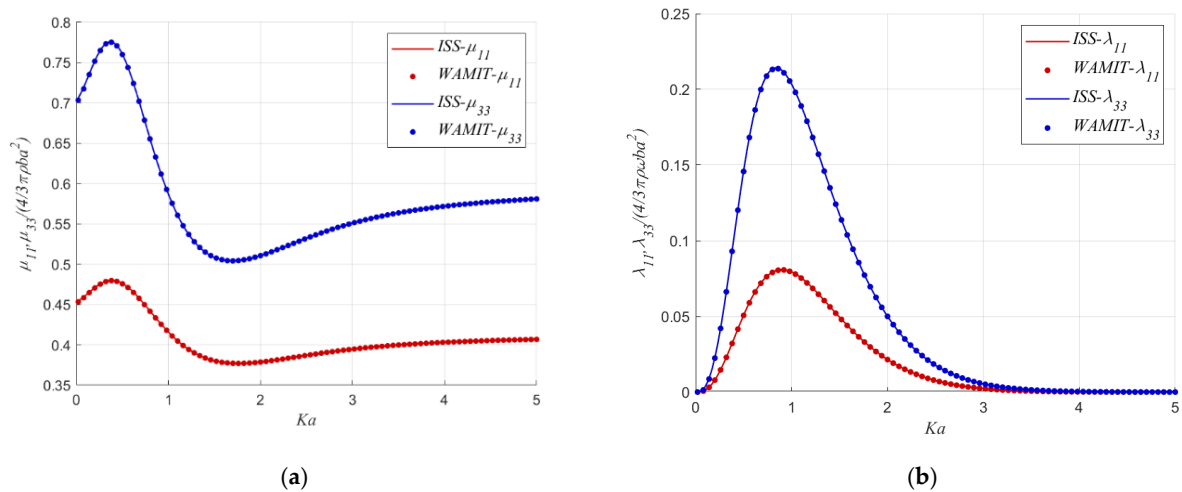 0.8
0.75
0.7
0.65
0.6
0.55
0.5
0.45
0.4
0.35
0 1 2 3 4 5
Ka
μ₁₁,μ₃₃/(4/3πρba²)
ISS-μ₁₁
WAMIT-μ₁₁
ISS-μ₃₃
WAMIT-μ₃₃
(a)
0.25
0.2
0.15
0.1
0.05
0
0 1 2 3 4 5
Ka
λ₁₁,λ₃₃/(4/3πρωba²)
ISS-λ₁₁
WAMIT-λ₁₁
ISS-λ₃₃
WAMIT-λ₃₃
(b)